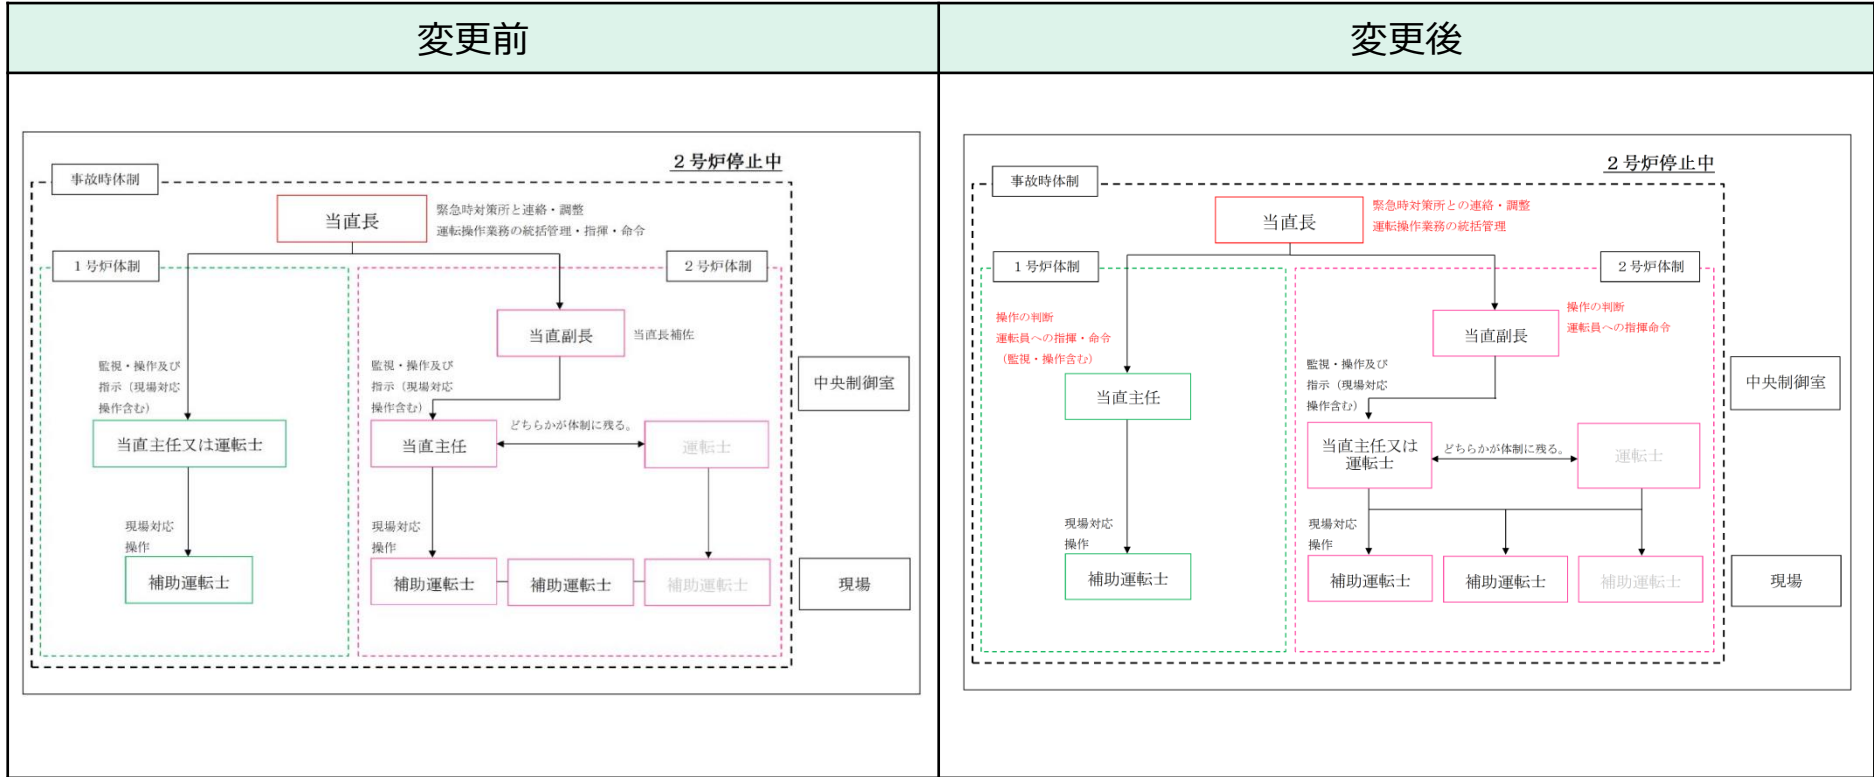 変更前
変更後
2号炉停止中
事故時体制
当直長
緊急時対策所と連絡・調整
運転操作業務の統括管理・指揮・命令
1号炉体制
2号炉体制
当直副長
当直長補佐
監視・操作及び
指示（現場対応
操作含む）
監視・操作及び
指示（現場対応
操作含む）
中央制御室
当直主任又は運転士
当直主任
どちらかが体制に残る。
運転士
現場対応
操作
現場対応
操作
補助運転士
補助運転士
補助運転士
補助運転士
現場
2号炉停止中
事故時体制
当直長
緊急時対策所との連絡・調整
運転操作業務の統括管理
1号炉体制
2号炉体制
操作の判断
運転員への指揮・命令
（監視・操作含む）
当直副長
操作の判断
運転員への指揮命令
監視・操作及び
指示（現場対応
操作含む）
中央制御室
当直主任
当直主任又は
運転士
どちらかが体制に残る。
運転士
現場対応
操作
現場対応
操作
補助運転士
補助運転士
補助運転士
補助運転士
現場